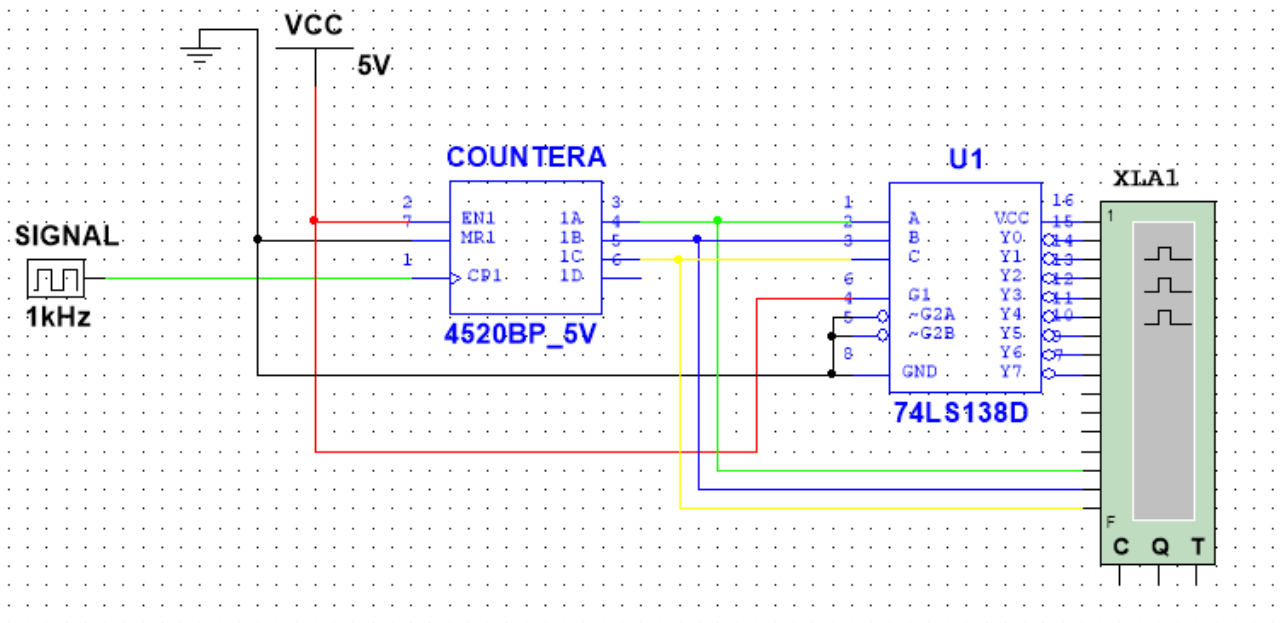 VCC
5V
SIGNAL
1kHz
COUNTERA
2
7
1
EN1
MR1
CP1
1A
1B
1C
1D
3
4
5
6
4520BP_5V
U1
1
2
3
6
4
5
8
A
B
C
G1
~G2A
~G2B
GND
VCC
Y0
Y1
Y2
Y3
Y4
Y5
Y6
Y7
16
15
14
13
12
11
10
9
7
74LS138D
XLA1
1
F
C Q T